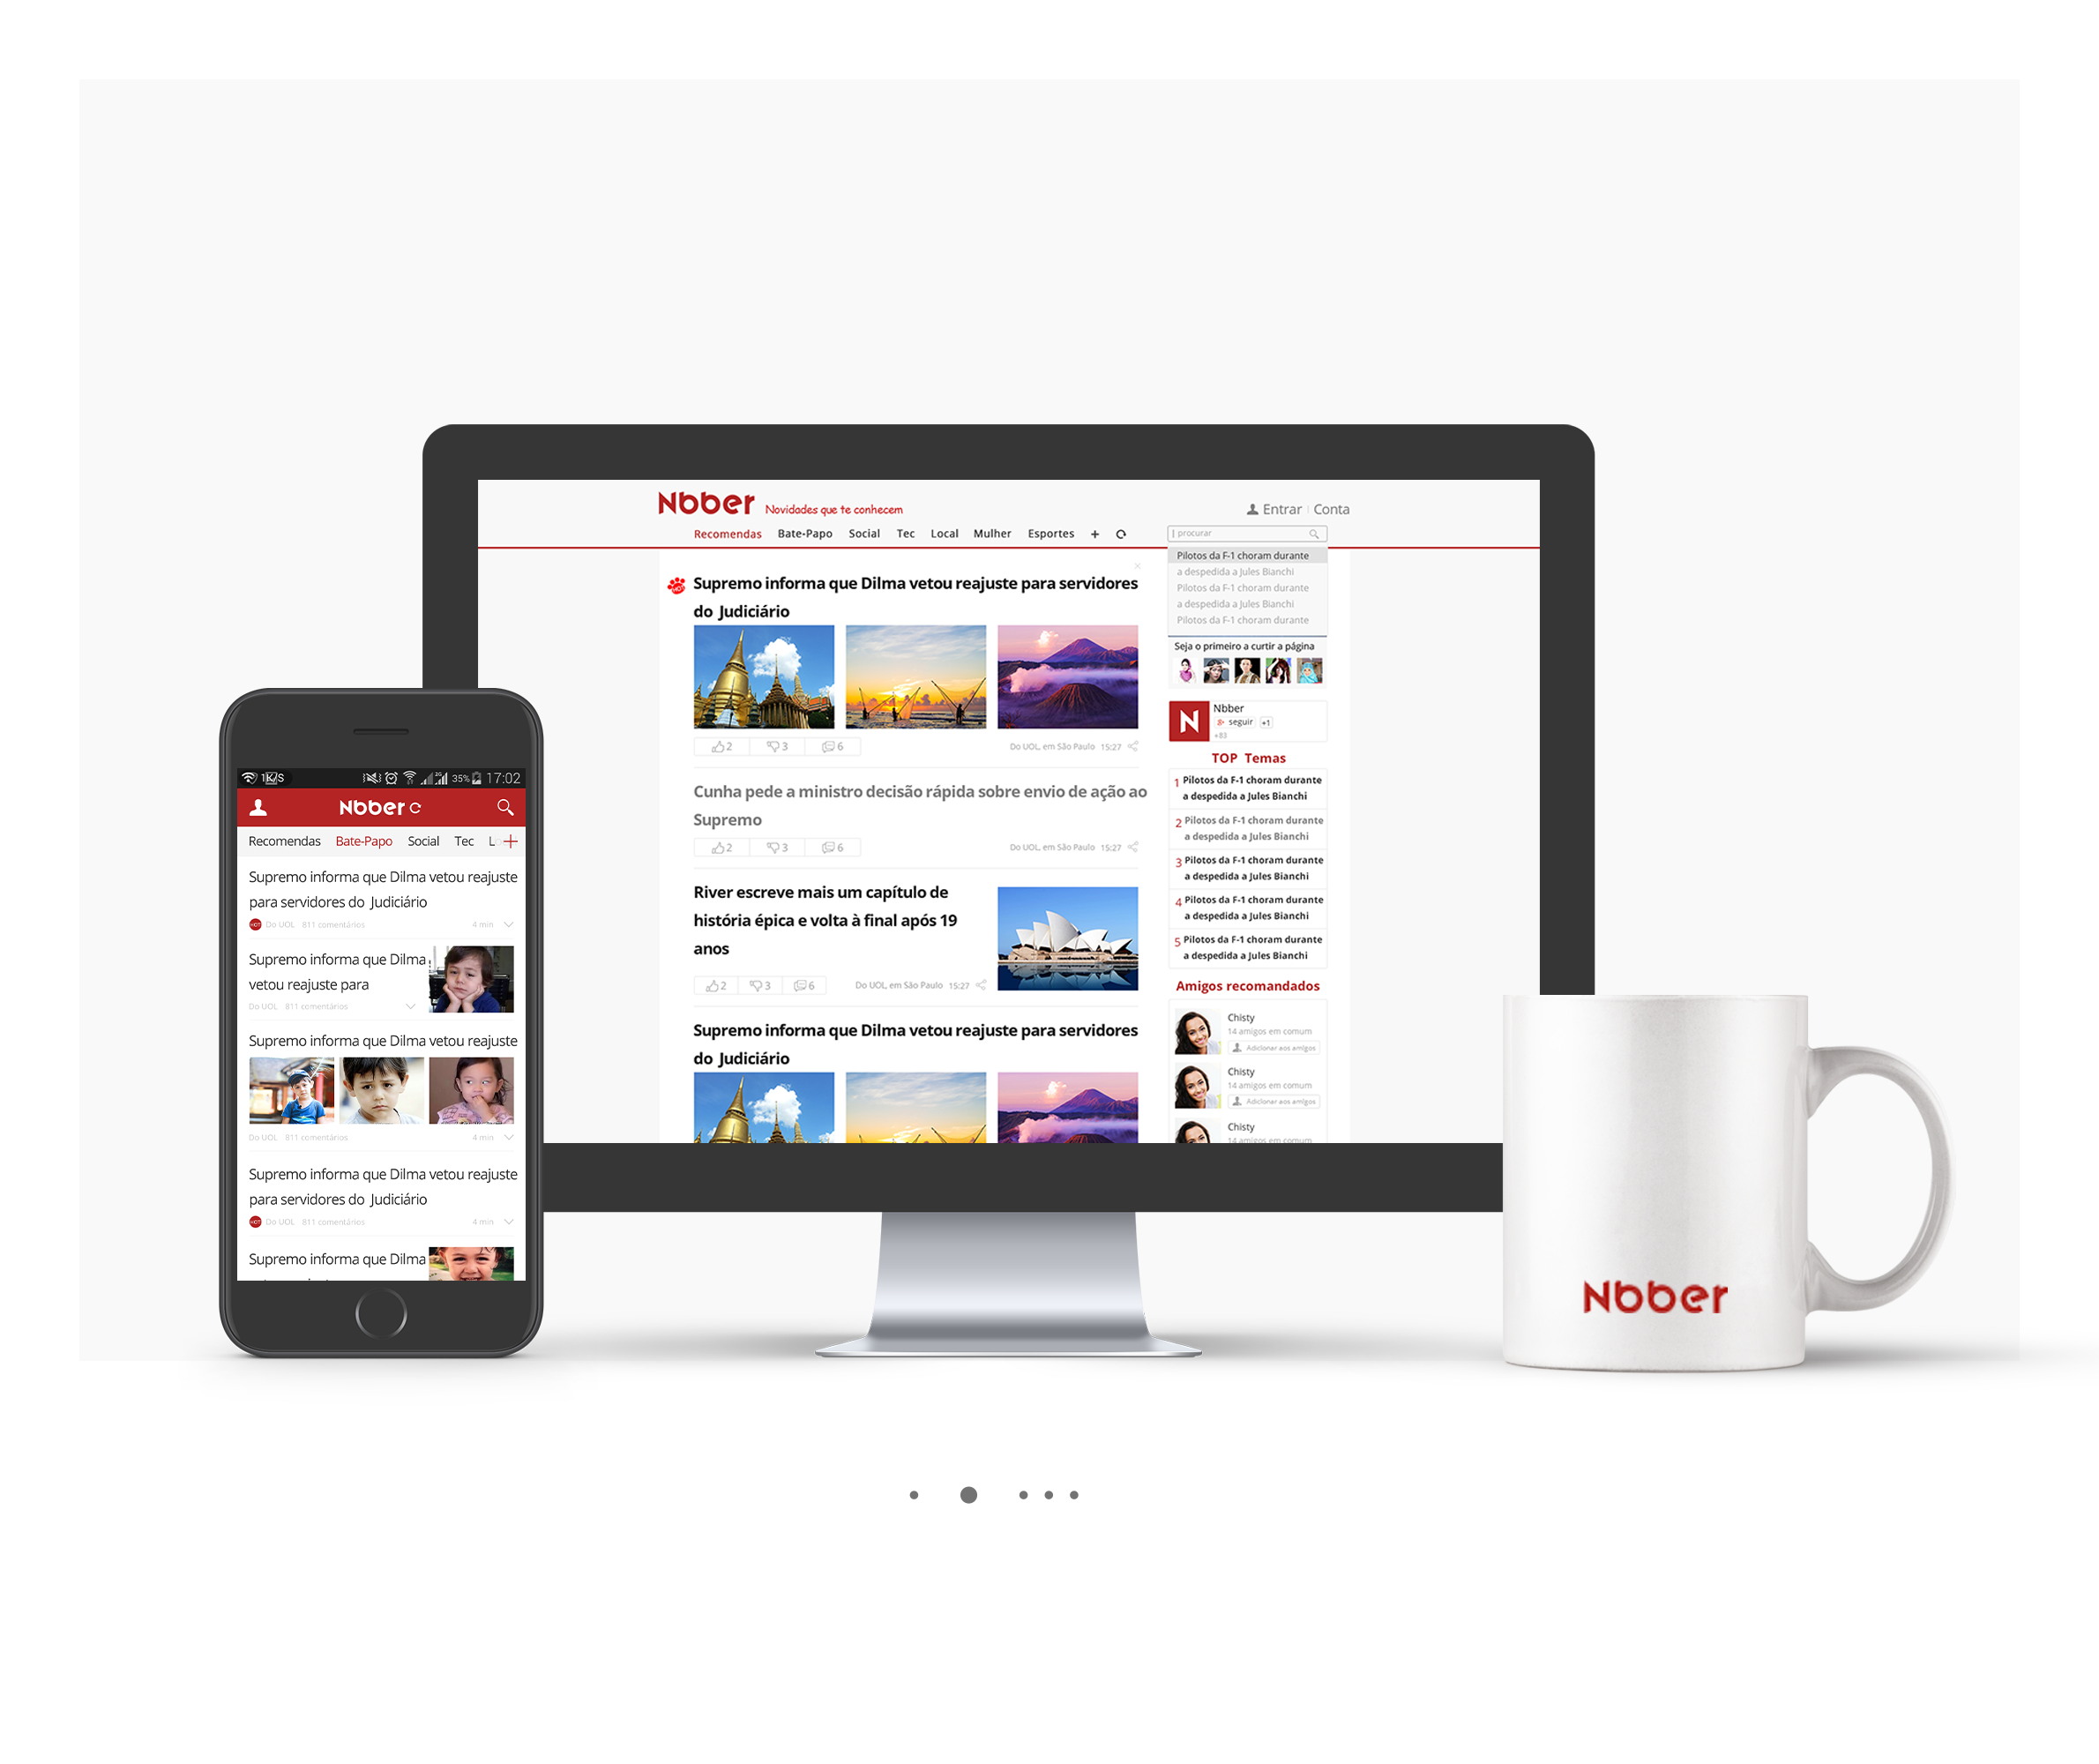 Nbber Novidades que te conhecem
Entrar Conta
Recomendas Bate-Papo Social Tec Local Mulher Esportes +
procurar
Pilotos da F-1 choram durante
a despedida a Jules Bianchi
Pilotos da F-1 choram durante
a despedida a Jules Bianchi
Pilotos da F-1 choram durante
Seja o primeiro a curtir a página
Nbber
seguir +1
+83
TOP Temas
1 Pilotos da F-1 choram durante
a despedida a Jules Bianchi
2 Pilotos da F-1 choram durante
a despedida a Jules Bianchi
3 Pilotos da F-1 choram durante
a despedida a Jules Bianchi
4 Pilotos da F-1 choram durante
a despedida a Jules Bianchi
5 Pilotos da F-1 choram durante
a despedida a Jules Bianchi
Amigos recomandados
Chisty
14 amigos em comum
Adicionar aos amigos
Chisty
14 amigos em comum
Adicionar aos amigos
Chisty
14 amigos em comum
Supremo informa que Dilma vetou reajuste para servidores
do Judiciário
2 3 6 Do UOL, em São Paulo 15:27
Cunha pede a ministro decisão rápida sobre envio de ação ao
Supremo
2 3 6 Do UOL, em São Paulo 15:27
River escreve mais um capítulo de
história épica e volta à final após 19
anos
2 3 6 Do UOL, em São Paulo 15:27
Supremo informa que Dilma vetou reajuste para servidores
do Judiciário
1K/S 35% 17:02
Nbber
Recomendas Bate-Papo Social Tec Lo
Supremo informa que Dilma vetou reajuste
para servidores do Judiciário
HOT Do UOL 811 comentários 4 min
Supremo informa que Dilma
vetou reajuste para
Do UOL 811 comentários
Supremo informa que Dilma vetou reajuste
Do UOL 811 comentários 4 min
Supremo informa que Dilma vetou reajuste
para servidores do Judiciário
HOT Do UOL 811 comentários 4 min
Supremo informa que Dilma
Nbber